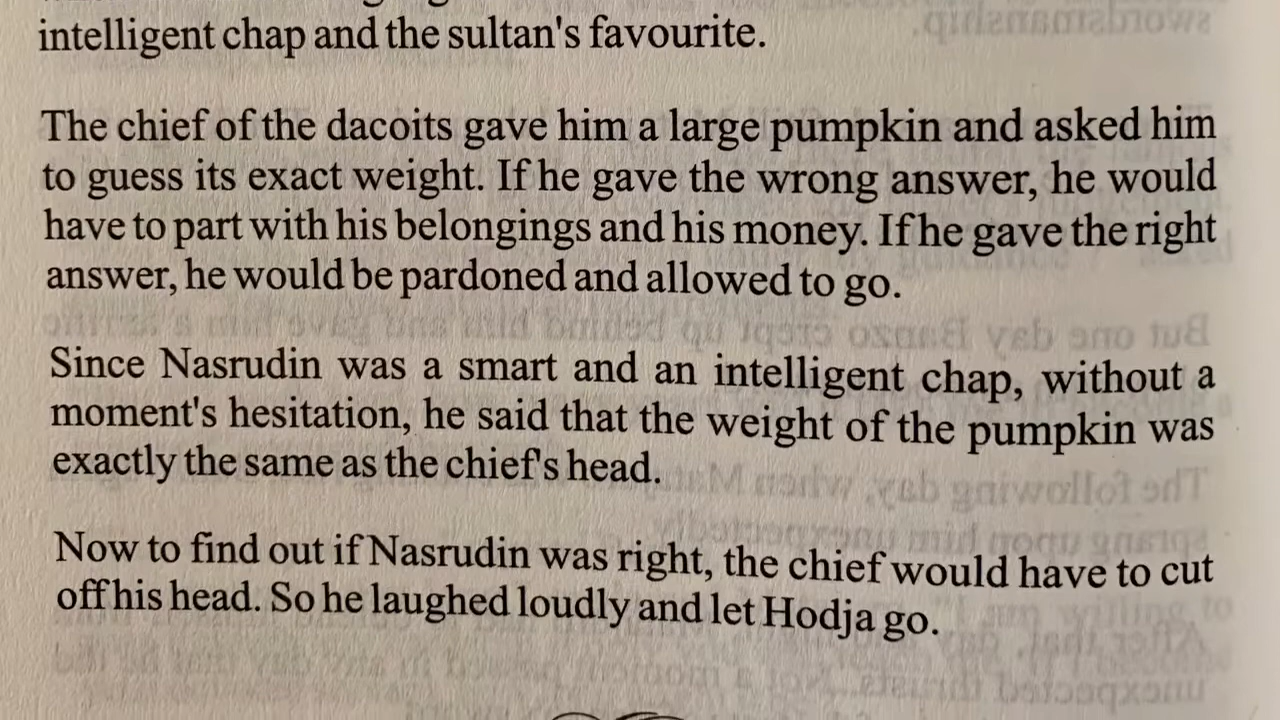 intelligent chap and the sultan's favourite.
The chief of the dacoits gave him a large pumpkin and asked him
to guess its exact weight. If he gave the wrong answer, he would
have to part with his belongings and his money. If he gave the right
answer, he would be pardoned and allowed to go.
Since Nasrudin was a smart and an intelligent chap, without a
moment's hesitation, he said that the weight of the pumpkin was
exactly the same as the chief's head.
Now to find out if Nasrudin was right, the chief would have to cut
off his head. So he laughed loudly and let Hodja go.